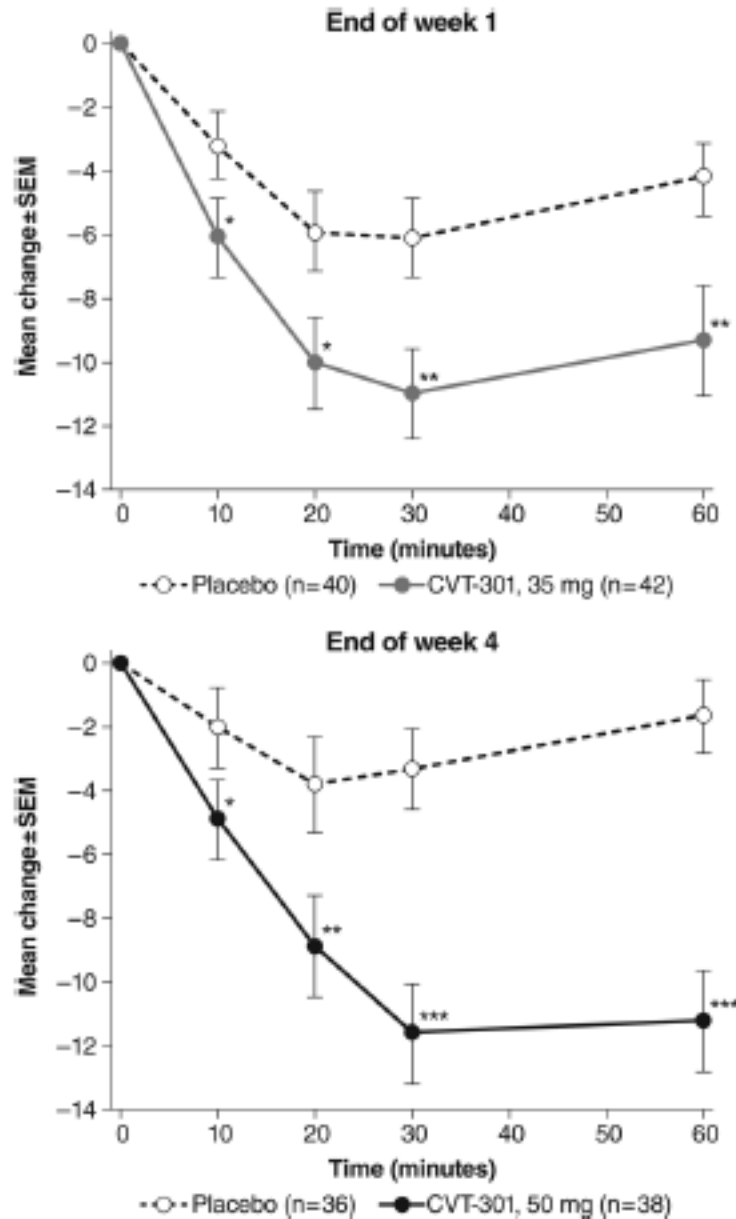 End of week 1
0
−2
−4
−6
−8
−10
−12
−14
Mean change±SEM
*
*
**
**
0 10 20 30 40 50 60
Time (minutes)
Placebo (n=40) CVT-301, 35 mg (n=42)
End of week 4
0
−2
−4
−6
−8
−10
−12
−14
Mean change±SEM
*
**
***
***
0 10 20 30 40 50 60
Time (minutes)
Placebo (n=36) CVT-301, 50 mg (n=38)